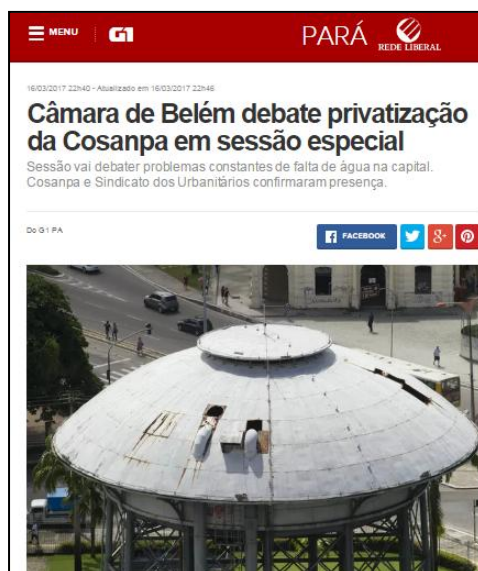 MENU
G1
PARÁ
REDE LIBERAL
16/03/2017 22h40 - Atualizado em 16/03/2017 22h46
Câmara de Belém debate privatização
da Cosanpa em sessão especial
Sessão vai debater problemas constantes de falta de água na capital.
Cosanpa e Sindicato dos Urbanitários confirmaram presença.
Do G1 PA
FACEBOOK